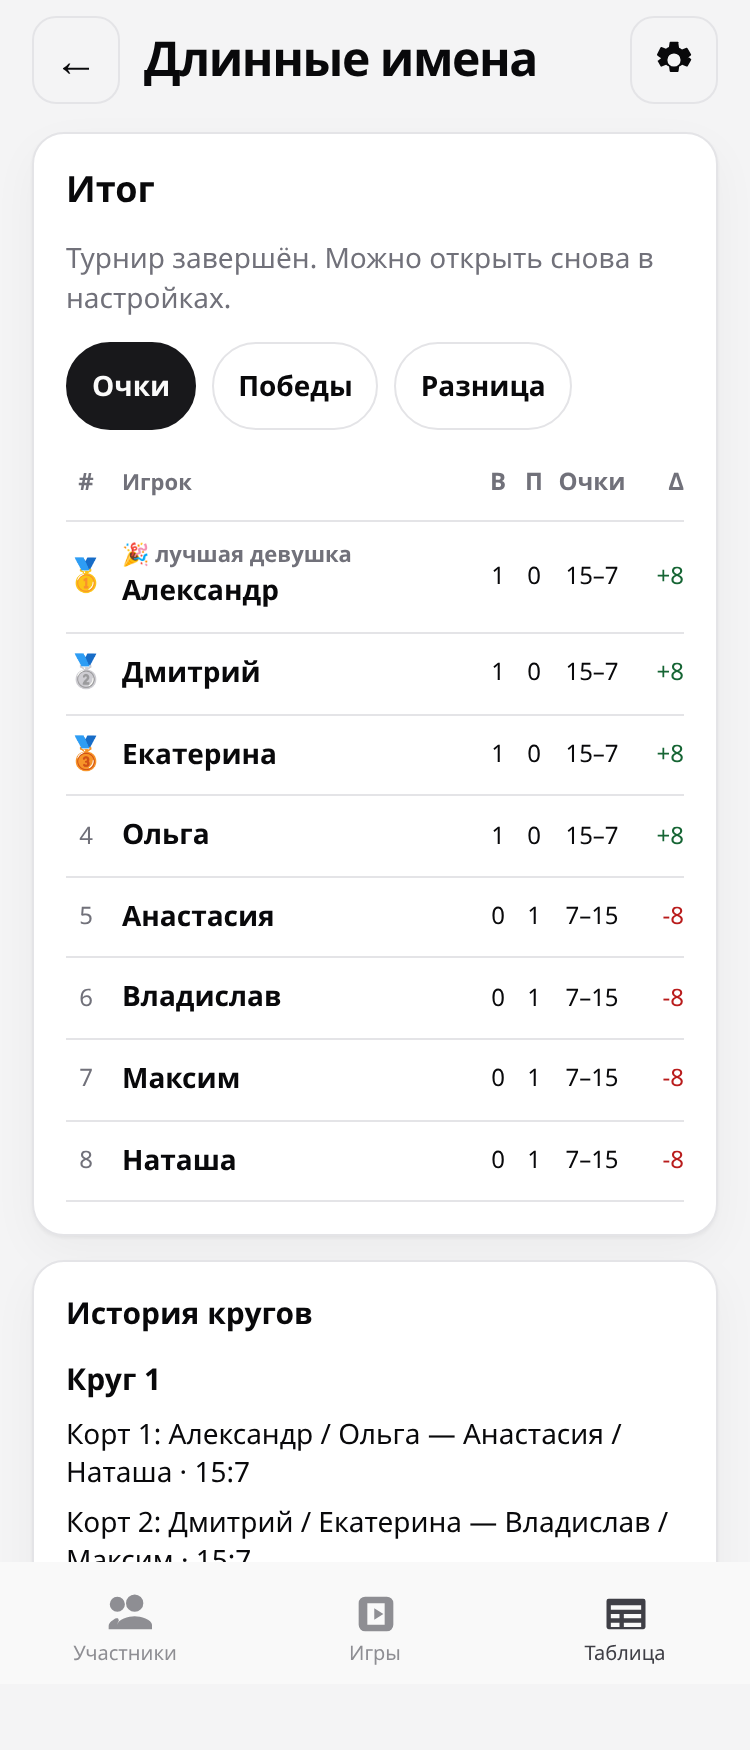 ← Длинные имена
Итог
Турнир завершён. Можно открыть снова в
настройках.
Очки Победы Разница
# Игрок В П Очки Δ
🥇 🎉 лучшая девушка
Александр 1 0 15–7 +8
🥈 Дмитрий 1 0 15–7 +8
🥉 Екатерина 1 0 15–7 +8
4 Ольга 1 0 15–7 +8
5 Анастасия 0 1 7–15 -8
6 Владислав 0 1 7–15 -8
7 Максим 0 1 7–15 -8
8 Наташа 0 1 7–15 -8
История кругов
Круг 1
Корт 1: Александр / Ольга — Анастасия /
Наташа · 15:7
Корт 2: Дмитрий / Екатерина — Владислав /
Максим · 15:7
Участники Игры Таблица